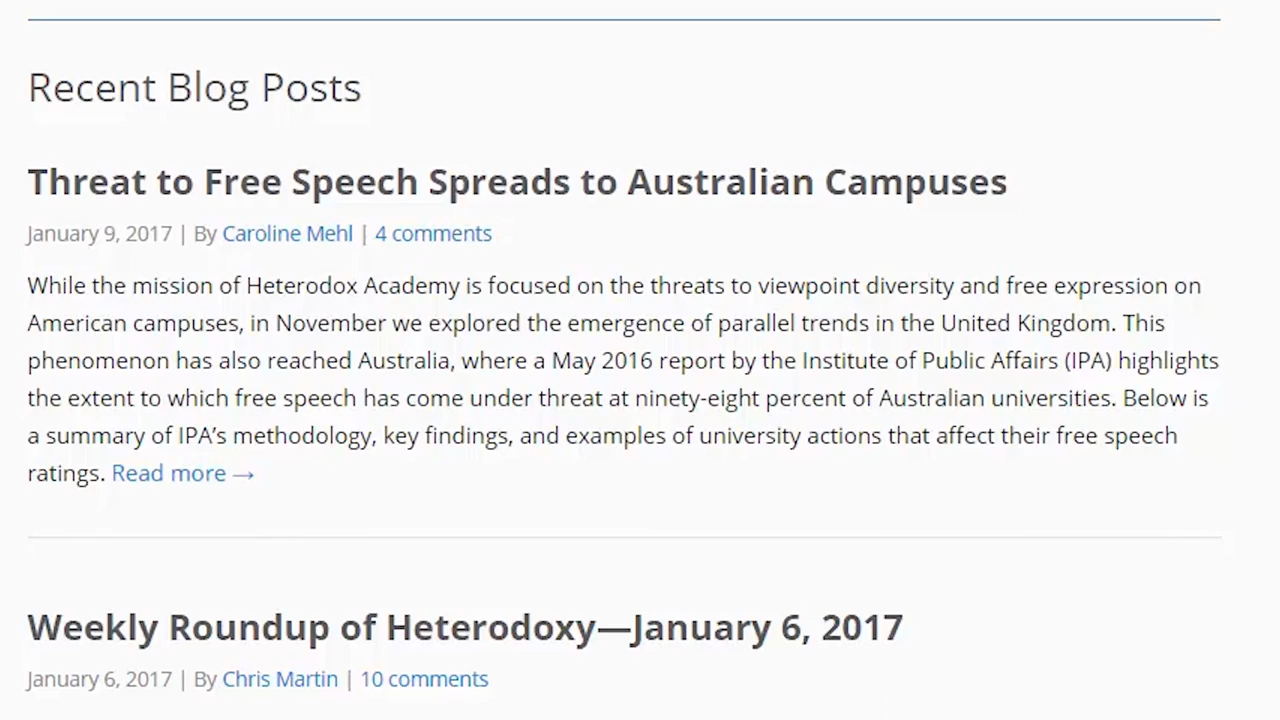 Recent Blog Posts
Threat to Free Speech Spreads to Australian Campuses
January 9, 2017 | By Caroline Mehl | 4 comments
While the mission of Heterodox Academy is focused on the threats to viewpoint diversity and free expression on
American campuses, in November we explored the emergence of parallel trends in the United Kingdom. This
phenomenon has also reached Australia, where a May 2016 report by the Institute of Public Affairs (IPA) highlights
the extent to which free speech has come under threat at ninety-eight percent of Australian universities. Below is
a summary of IPA’s methodology, key findings, and examples of university actions that affect their free speech
ratings. Read more →
Weekly Roundup of Heterodoxy—January 6, 2017
January 6, 2017 | By Chris Martin | 10 comments